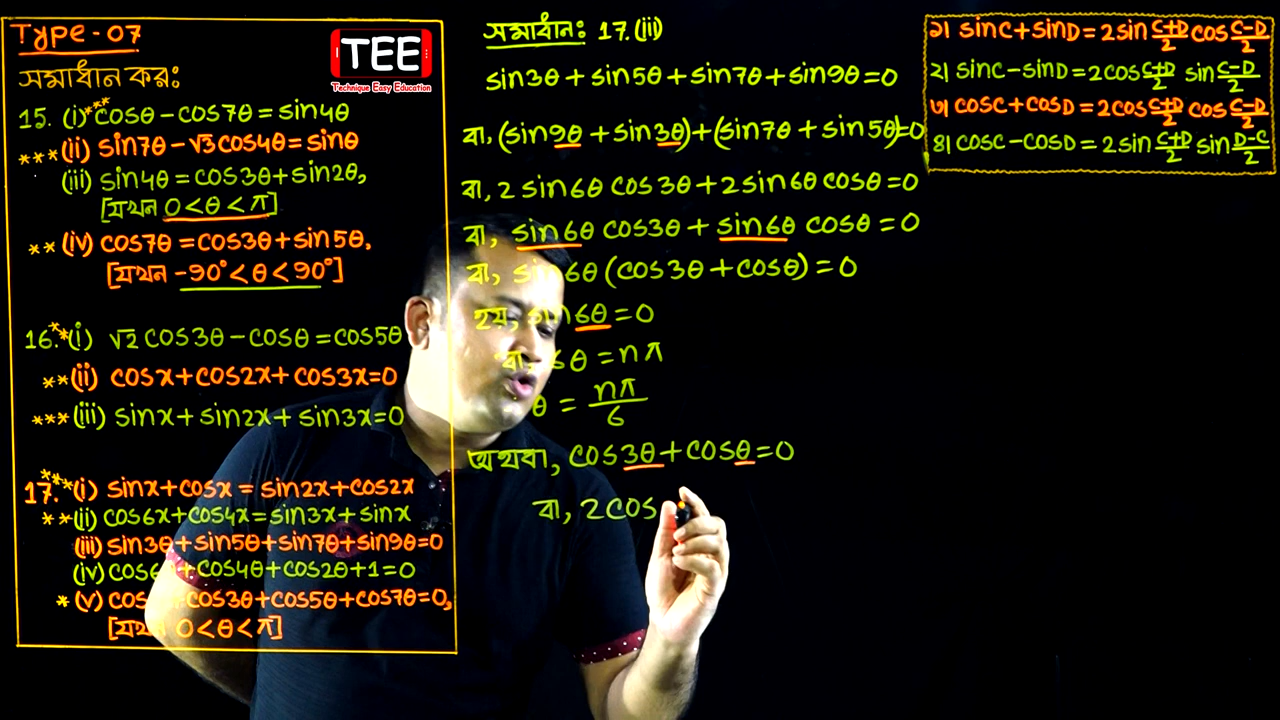 Type-07
TEE
Technique Easy Education
সমাধান করঃ
15. (i)** cosθ - cos7θ = sin4θ
*** (ii) sin7θ - √3cos4θ = sinθ
(iii) sin4θ = cos3θ + sin2θ,
[যখন 0 < θ < π]
** (iv) cos7θ = cos3θ + sin5θ,
[যখন -90° < θ < 90°]
16.** (i) √2 cos3θ - cosθ = cos5θ
** (ii) cosx + cos2x + cos3x = 0
*** (iii) sinx + sin2x + sin3x = 0
17.*** (i) sinx + cosx = sin2x + cos2x
** (ii) cos6x + cos4x = sin3x + sinx
(iii) sin3θ + sin5θ + sin7θ + sin9θ = 0
(iv) cos6 + cos4θ + cos2θ + 1 = 0
* (v) cos + cos3θ + cos5θ + cos7θ = 0,
[যখন 0 < θ < π]
সমাধানঃ 17.(ii)
sin3θ + sin5θ + sin7θ + sin9θ = 0
বা, (sin9θ + sin3θ) + (sin7θ + sin5θ) = 0
বা, 2 sin6θ cos3θ + 2 sin6θ cosθ = 0
বা, sin6θ cos3θ + sin6θ cosθ = 0
বা, sin6θ (cos3θ + cosθ) = 0
হয়, sin6θ = 0
বা, 6θ = nπ
θ = nπ/6
অথবা, cos3θ + cosθ = 0
বা, 2cos
১। sinC + sinD = 2sin (C+D)/2 cos (C-D)/2
২। sinC - sinD = 2cos (C+D)/2 sin (C-D)/2
৩। cosC + cosD = 2cos (C+D)/2 cos (C-D)/2
৪। cosC - cosD = 2sin (C+D)/2 sin (D-C)/2